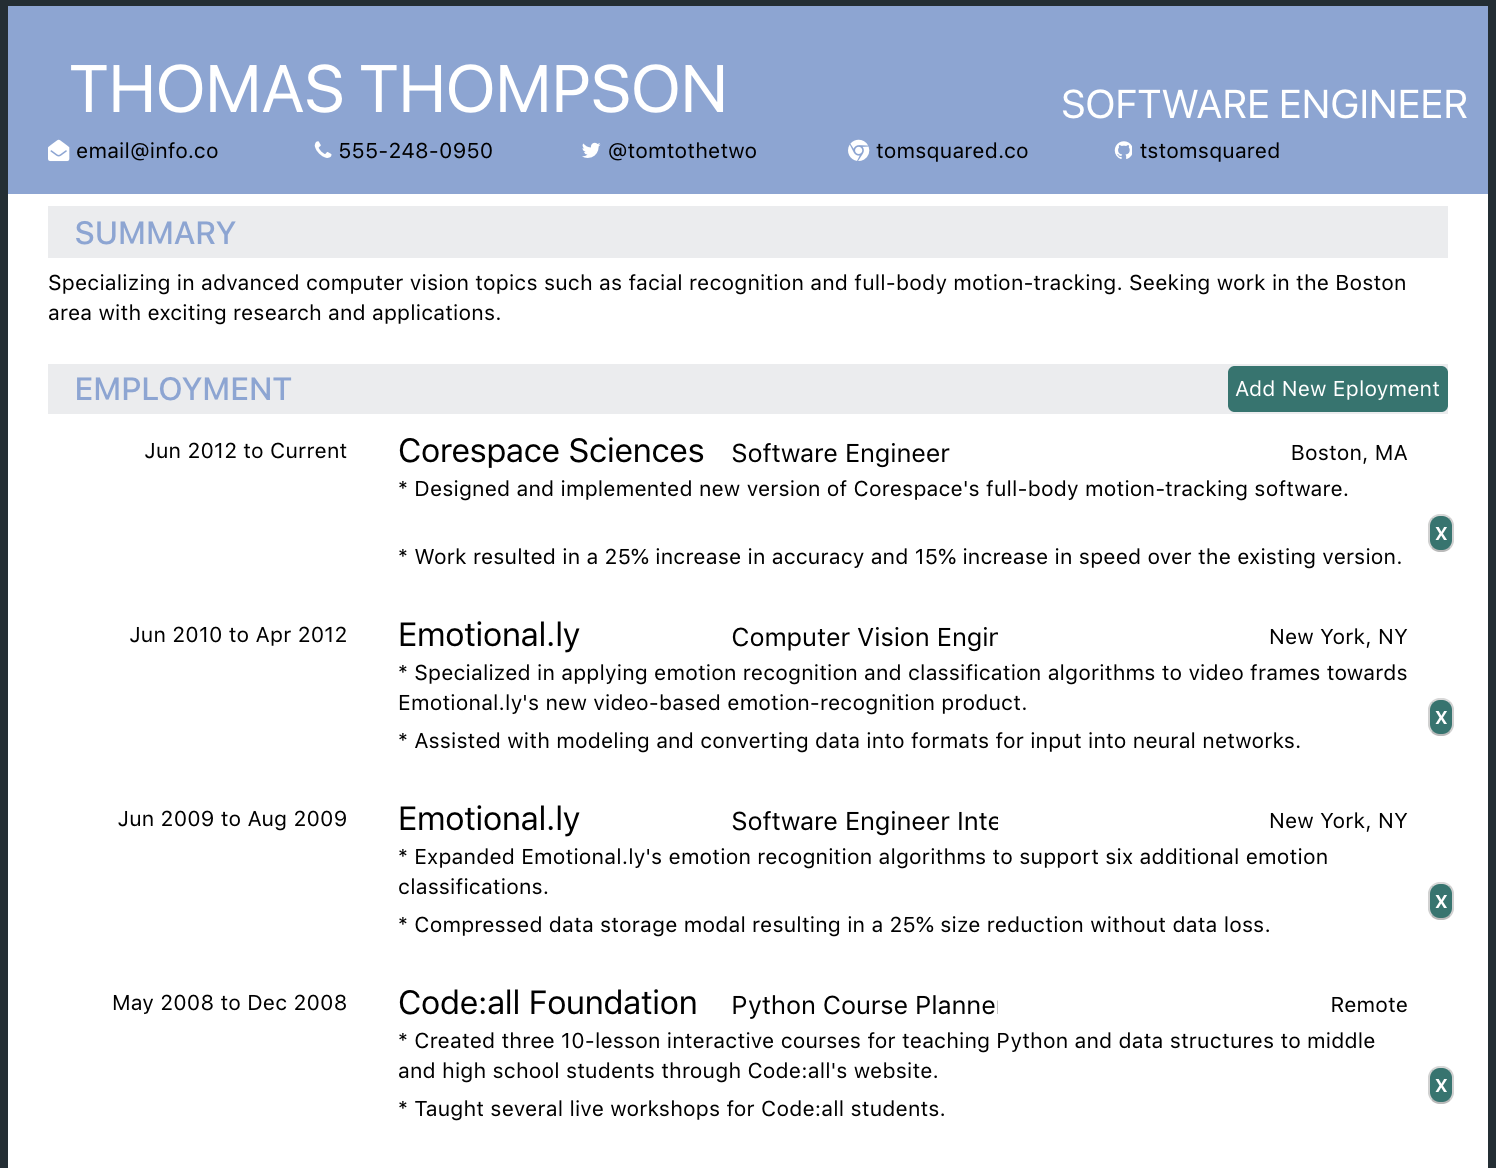 THOMAS THOMPSON
SOFTWARE ENGINEER
email@info.co 555-248-0950 @tomtothetwo tomsquared.co tstomsquared
SUMMARY
Specializing in advanced computer vision topics such as facial recognition and full-body motion-tracking. Seeking work in the Boston
area with exciting research and applications.
EMPLOYMENT Add New Eployment
Jun 2012 to Current Corespace Sciences Software Engineer Boston, MA
* Designed and implemented new version of Corespace's full-body motion-tracking software.
X
* Work resulted in a 25% increase in accuracy and 15% increase in speed over the existing version.
Jun 2010 to Apr 2012 Emotional.ly Computer Vision Engir New York, NY
* Specialized in applying emotion recognition and classification algorithms to video frames towards
Emotional.ly's new video-based emotion-recognition product.
X
* Assisted with modeling and converting data into formats for input into neural networks.
Jun 2009 to Aug 2009 Emotional.ly Software Engineer Inte New York, NY
* Expanded Emotional.ly's emotion recognition algorithms to support six additional emotion
classifications.
X
* Compressed data storage modal resulting in a 25% size reduction without data loss.
May 2008 to Dec 2008 Code:all Foundation Python Course Planner Remote
* Created three 10-lesson interactive courses for teaching Python and data structures to middle
and high school students through Code:all's website.
X
* Taught several live workshops for Code:all students.